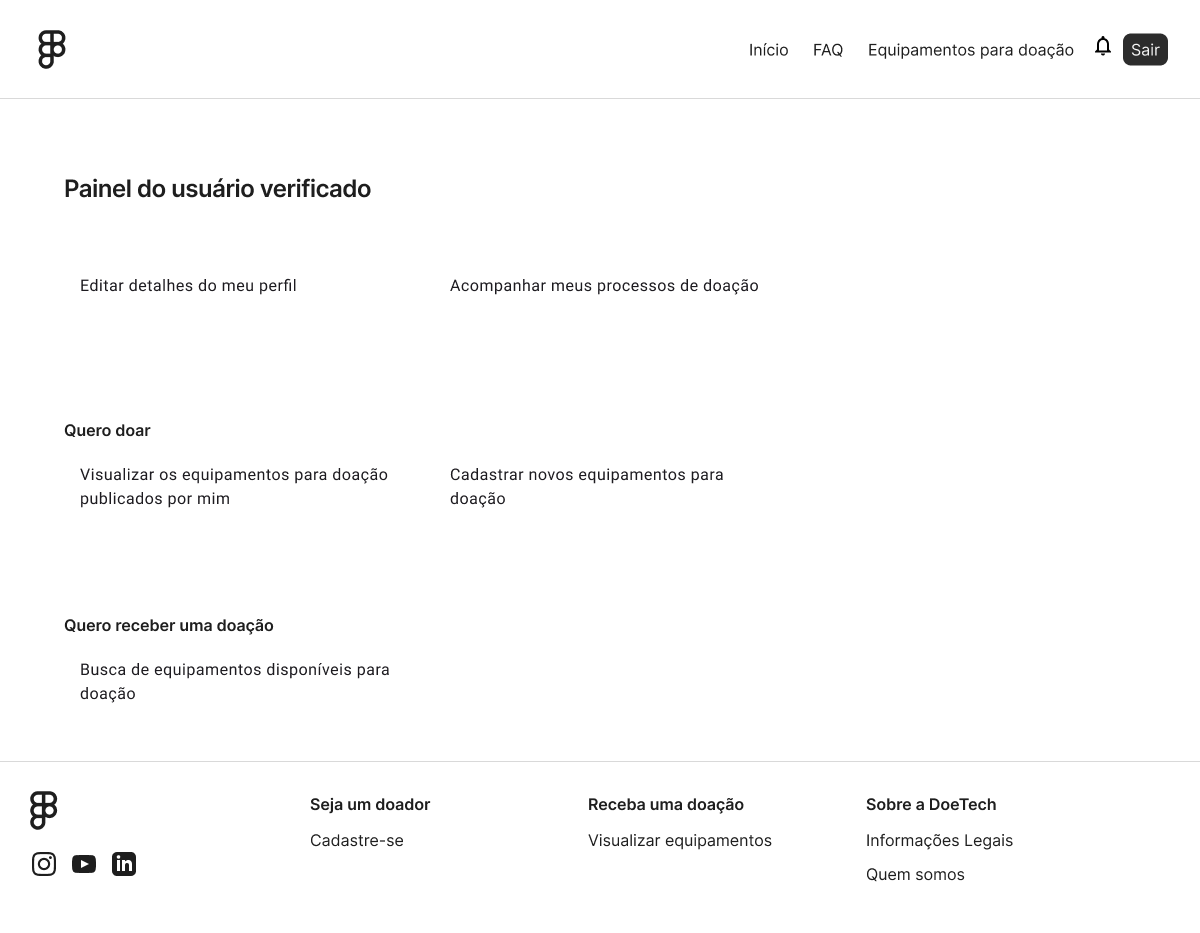 Início FAQ Equipamentos para doação Sair
Painel do usuário verificado
Editar detalhes do meu perfil
Acompanhar meus processos de doação
Quero doar
Visualizar os equipamentos para doação
publicados por mim
Cadastrar novos equipamentos para
doação
Quero receber uma doação
Busca de equipamentos disponíveis para
doação
Seja um doador
Cadastre-se
Receba uma doação
Visualizar equipamentos
Sobre a DoeTech
Informações Legais
Quem somos